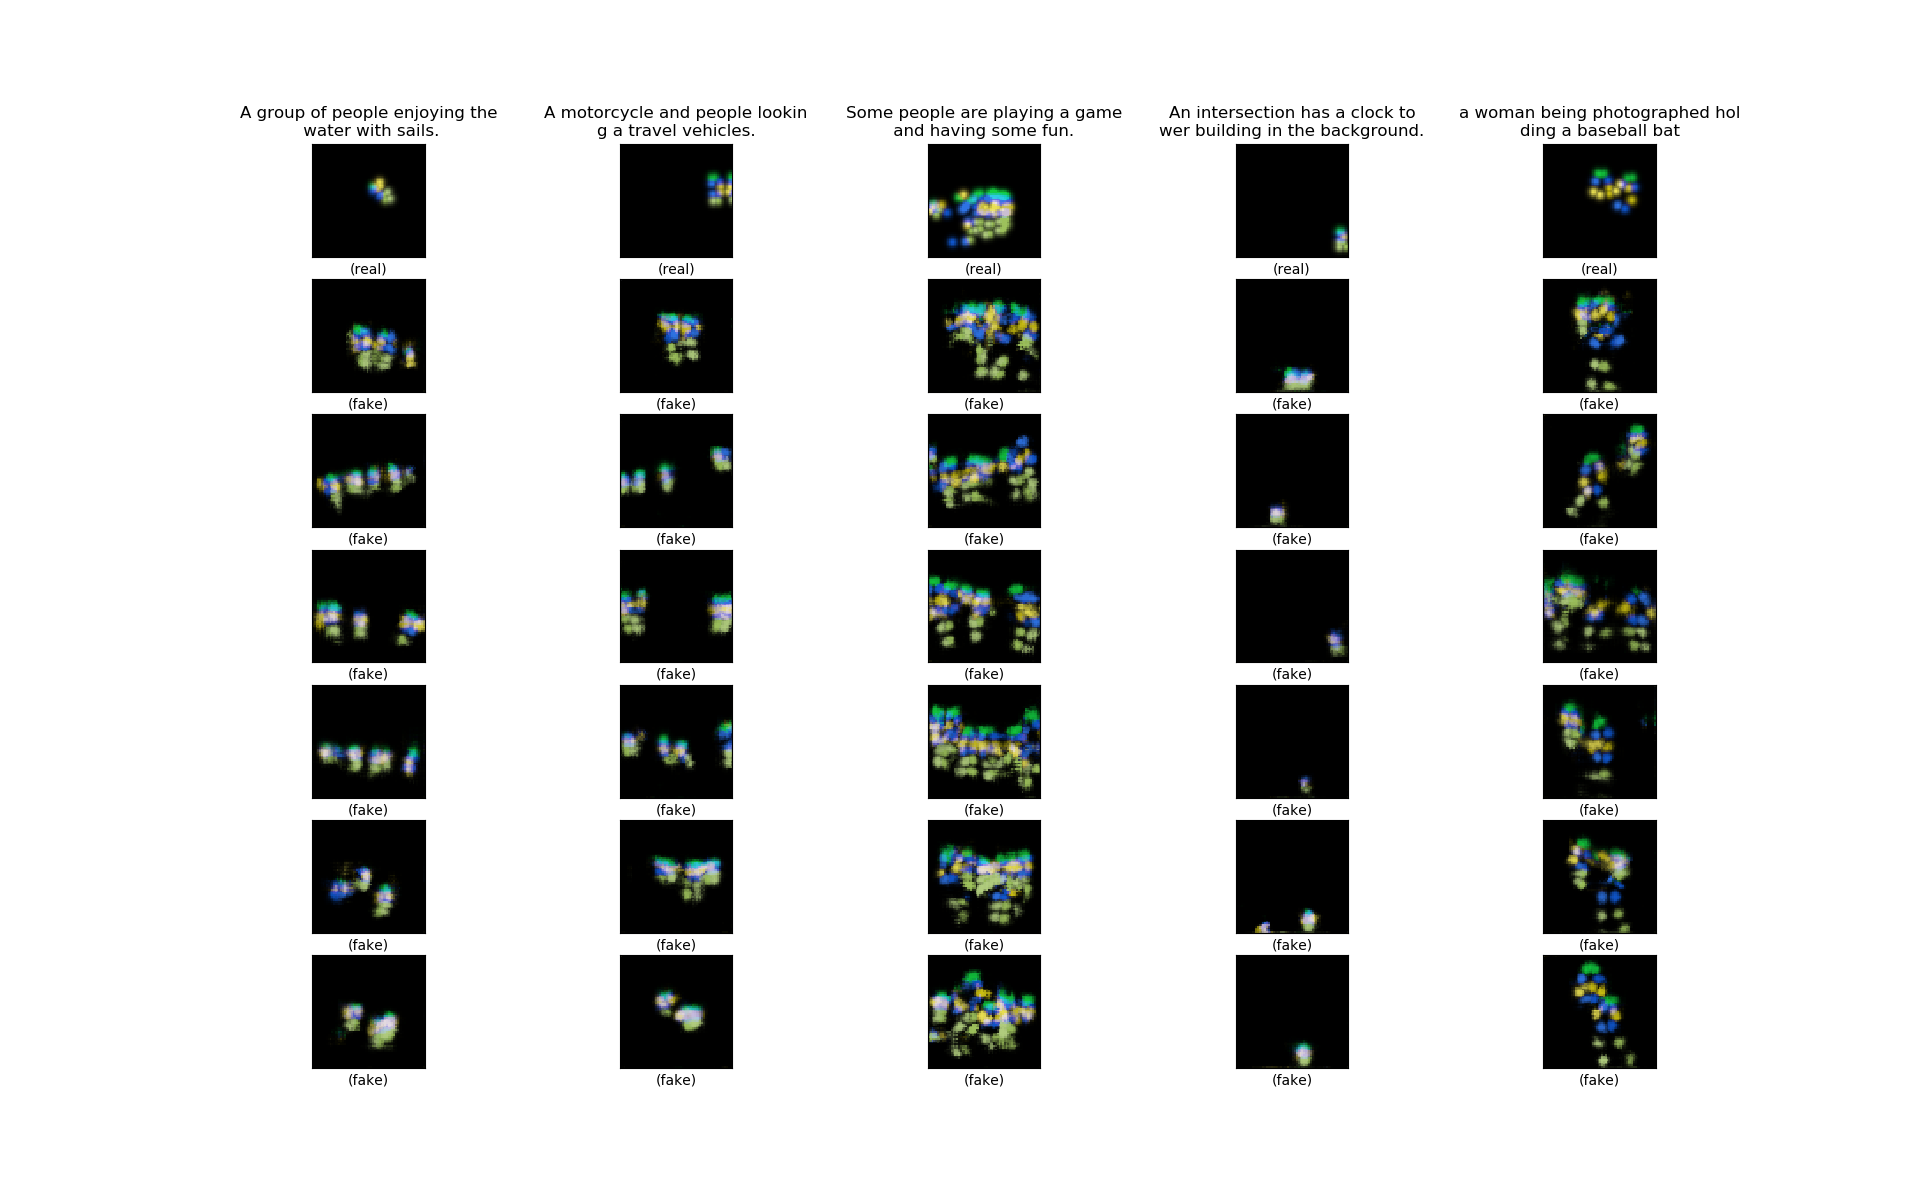 A group of people enjoying the
water with sails.
A motorcycle and people lookin
g a travel vehicles.
Some people are playing a game
and having some fun.
An intersection has a clock to
wer building in the background.
a woman being photographed hol
ding a baseball bat
(real) (real) (real) (real) (real)
(fake) (fake) (fake) (fake) (fake)
(fake) (fake) (fake) (fake) (fake)
(fake) (fake) (fake) (fake) (fake)
(fake) (fake) (fake) (fake) (fake)
(fake) (fake) (fake) (fake) (fake)
(fake) (fake) (fake) (fake) (fake)